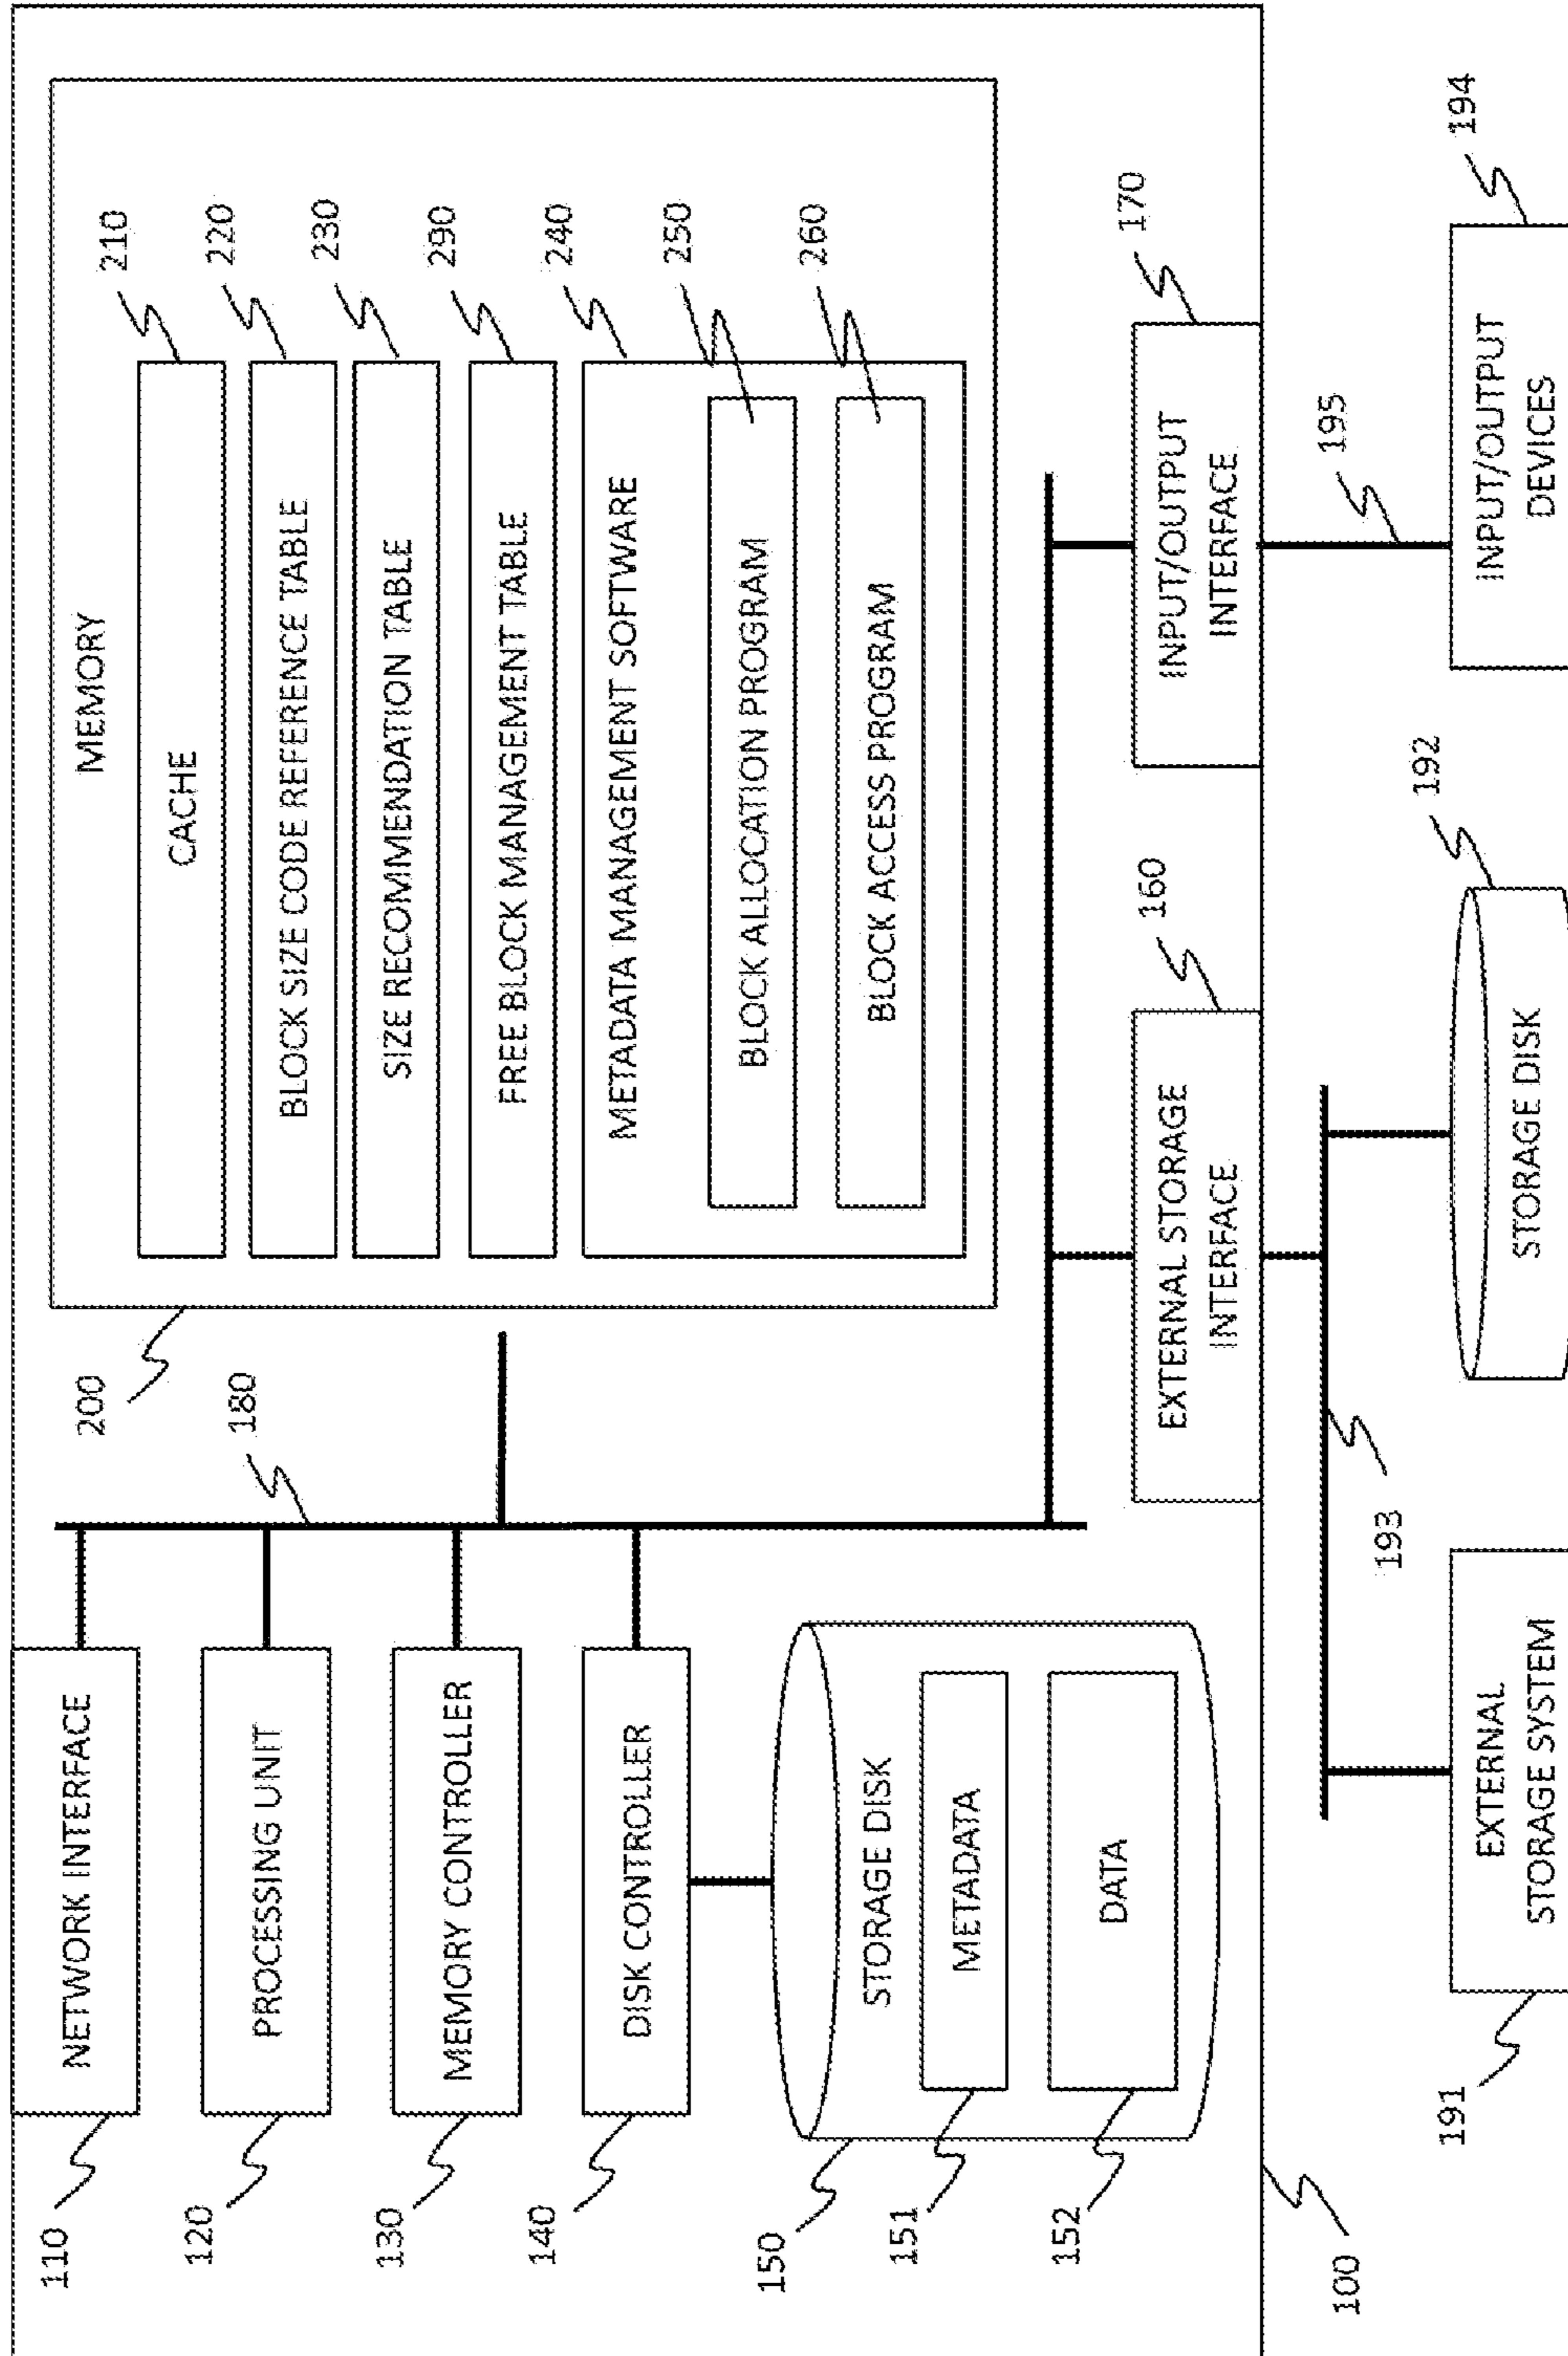 110
NETWORK INTERFACE
120
PROCESSING UNIT
130
MEMORY CONTROLLER
140
DISK CONTROLLER
150
STORAGE DISK
151
METADATA
152
DATA
180
200
MEMORY
CACHE
210
BLOCK SIZE CODE REFERENCE TABLE
220
SIZE RECOMMENDATION TABLE
230
FREE BLOCK MANAGEMENT TABLE
290
METADATA MANAGEMENT SOFTWARE
240
BLOCK ALLOCATION PROGRAM
250
BLOCK ACCESS PROGRAM
260
EXTERNAL STORAGE
INTERFACE
160
INPUT/OUTPUT
INTERFACE
170
100
193
195
191
EXTERNAL
STORAGE SYSTEM
STORAGE DISK
192
INPUT/OUTPUT
DEVICES
194